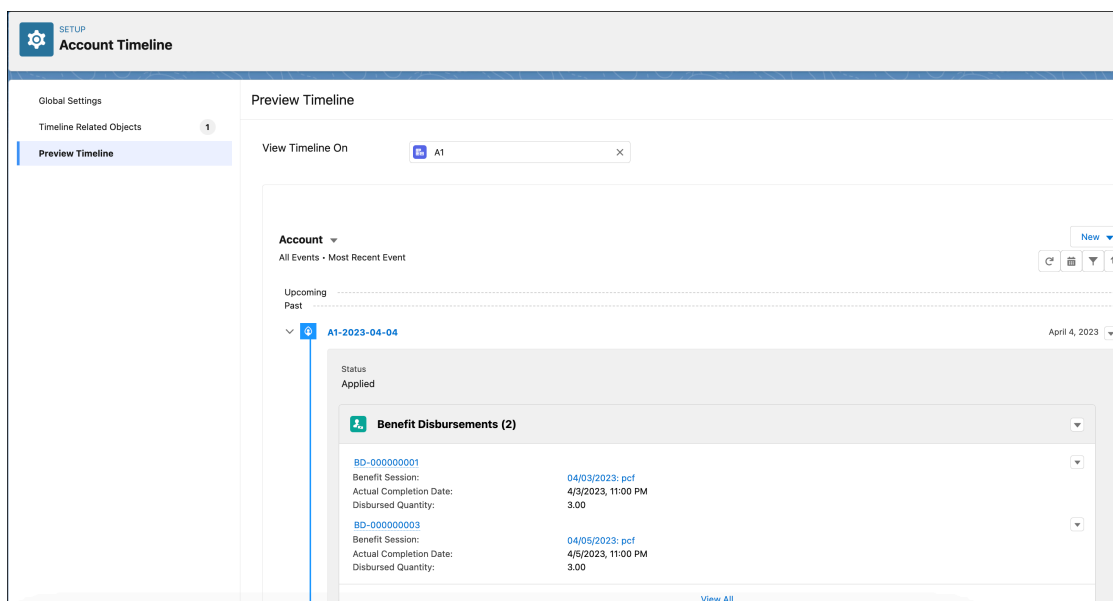 SETUP
Account Timeline
Global Settings
Timeline Related Objects 1
Preview Timeline
Preview Timeline
View Timeline On A1
Account
New
All Events • Most Recent Event
Upcoming
Past
A1-2023-04-04 April 4, 2023
Status
Applied
Benefit Disbursements (2)
BD-000000001
Benefit Session: 04/03/2023: pcf
Actual Completion Date: 4/3/2023, 11:00 PM
Disbursed Quantity: 3.00
BD-000000003
Benefit Session: 04/05/2023: pcf
Actual Completion Date: 4/5/2023, 11:00 PM
Disbursed Quantity: 3.00
View All